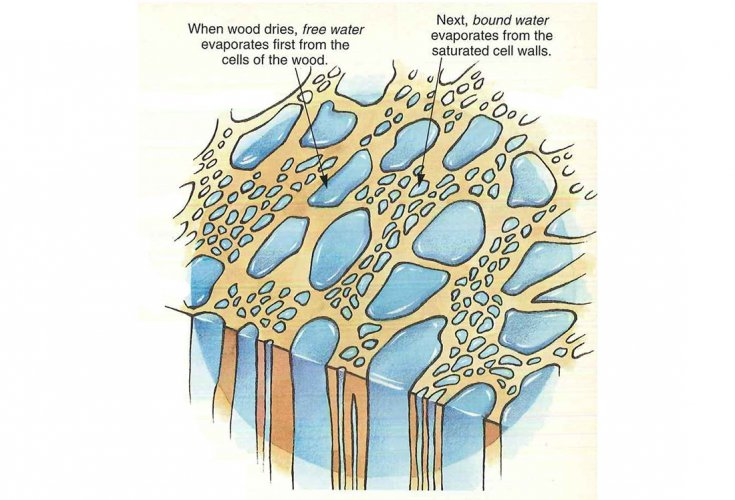 When wood dries, free water
evaporates first from the
cells of the wood.
Next, bound water
evaporates from the
saturated cell walls.